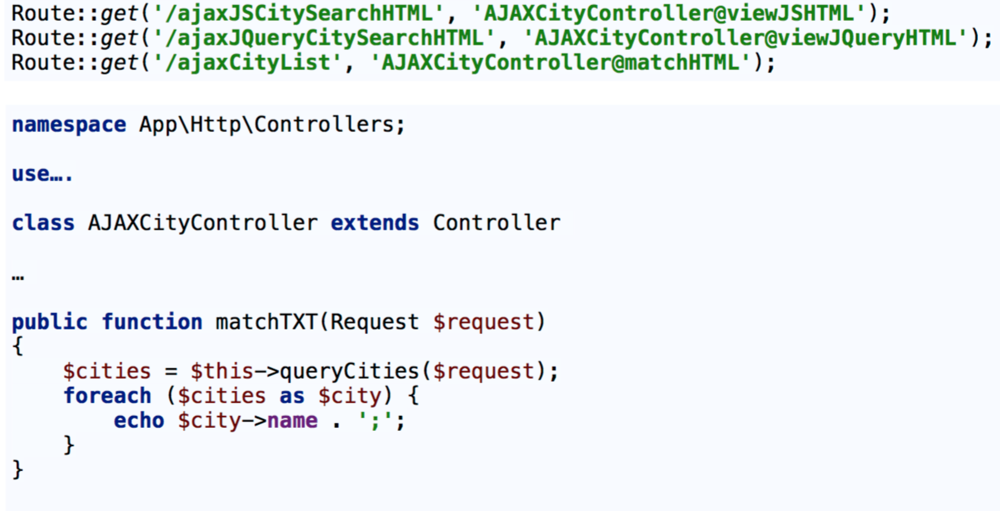 Route::get('/ajaxJSCitySearchHTML', 'AJAXCityController@viewJSHTML');
Route::get('/ajaxJQueryCitySearchHTML', 'AJAXCityController@viewJQueryHTML');
Route::get('/ajaxCityList', 'AJAXCityController@matchHTML');
namespace App\Http\Controllers;
use….
class AJAXCityController extends Controller
…
public function matchTXT(Request $request)
{
    $cities = $this->queryCities($request);
    foreach ($cities as $city) {
        echo $city->name . ';';
    }
}